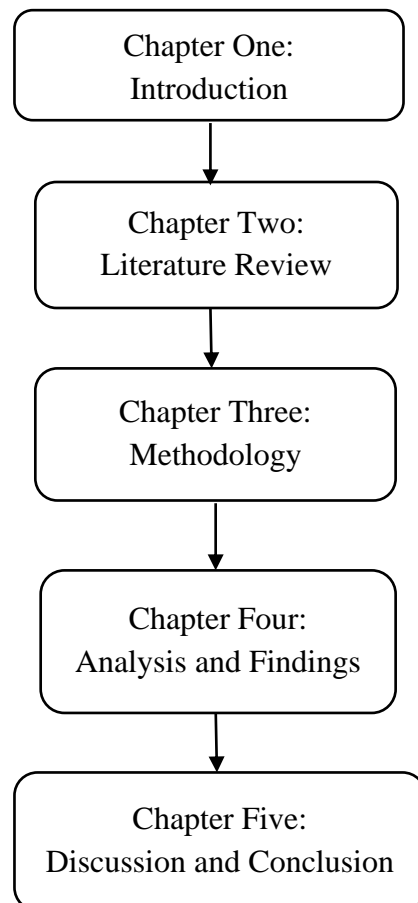 Chapter One:
Introduction
Chapter Two:
Literature Review
Chapter Three:
Methodology
Chapter Four:
Analysis and Findings
Chapter Five:
Discussion and Conclusion